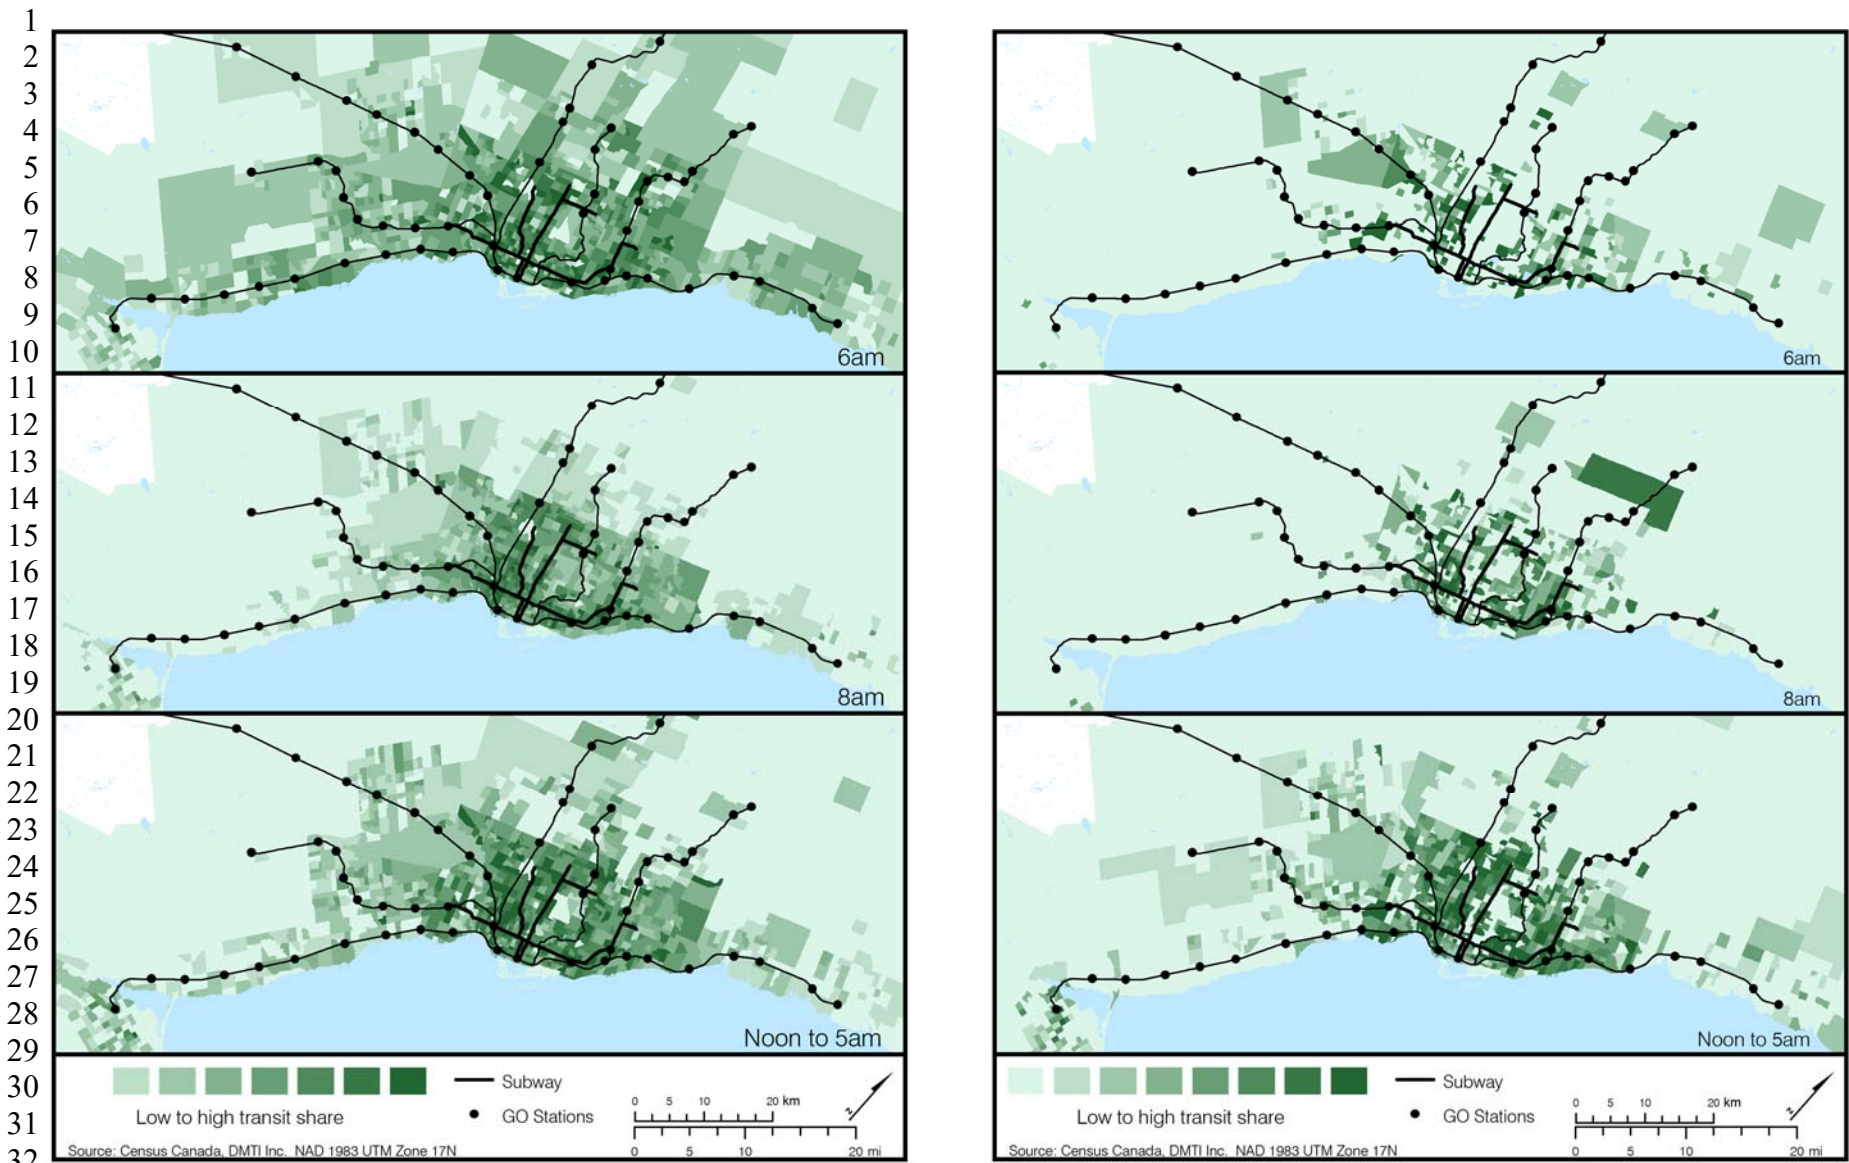 1
2
3
4
5
6
7
8
9
10
11
12
13
14
15
16
17
18
19
20
21
22
23
24
25
26
27
28
29
30
31
32
6am
8am
Noon to 5am
Low to high transit share
Subway
GO Stations
0 5 10 20 km
0 5 10 20 mi
N
Source: Census Canada, DMTI Inc. NAD 1983 UTM Zone 17N
6am
8am
Noon to 5am
Low to high transit share
Subway
GO Stations
0 5 10 20 km
0 5 10 20 mi
N
Source: Census Canada, DMTI Inc. NAD 1983 UTM Zone 17N